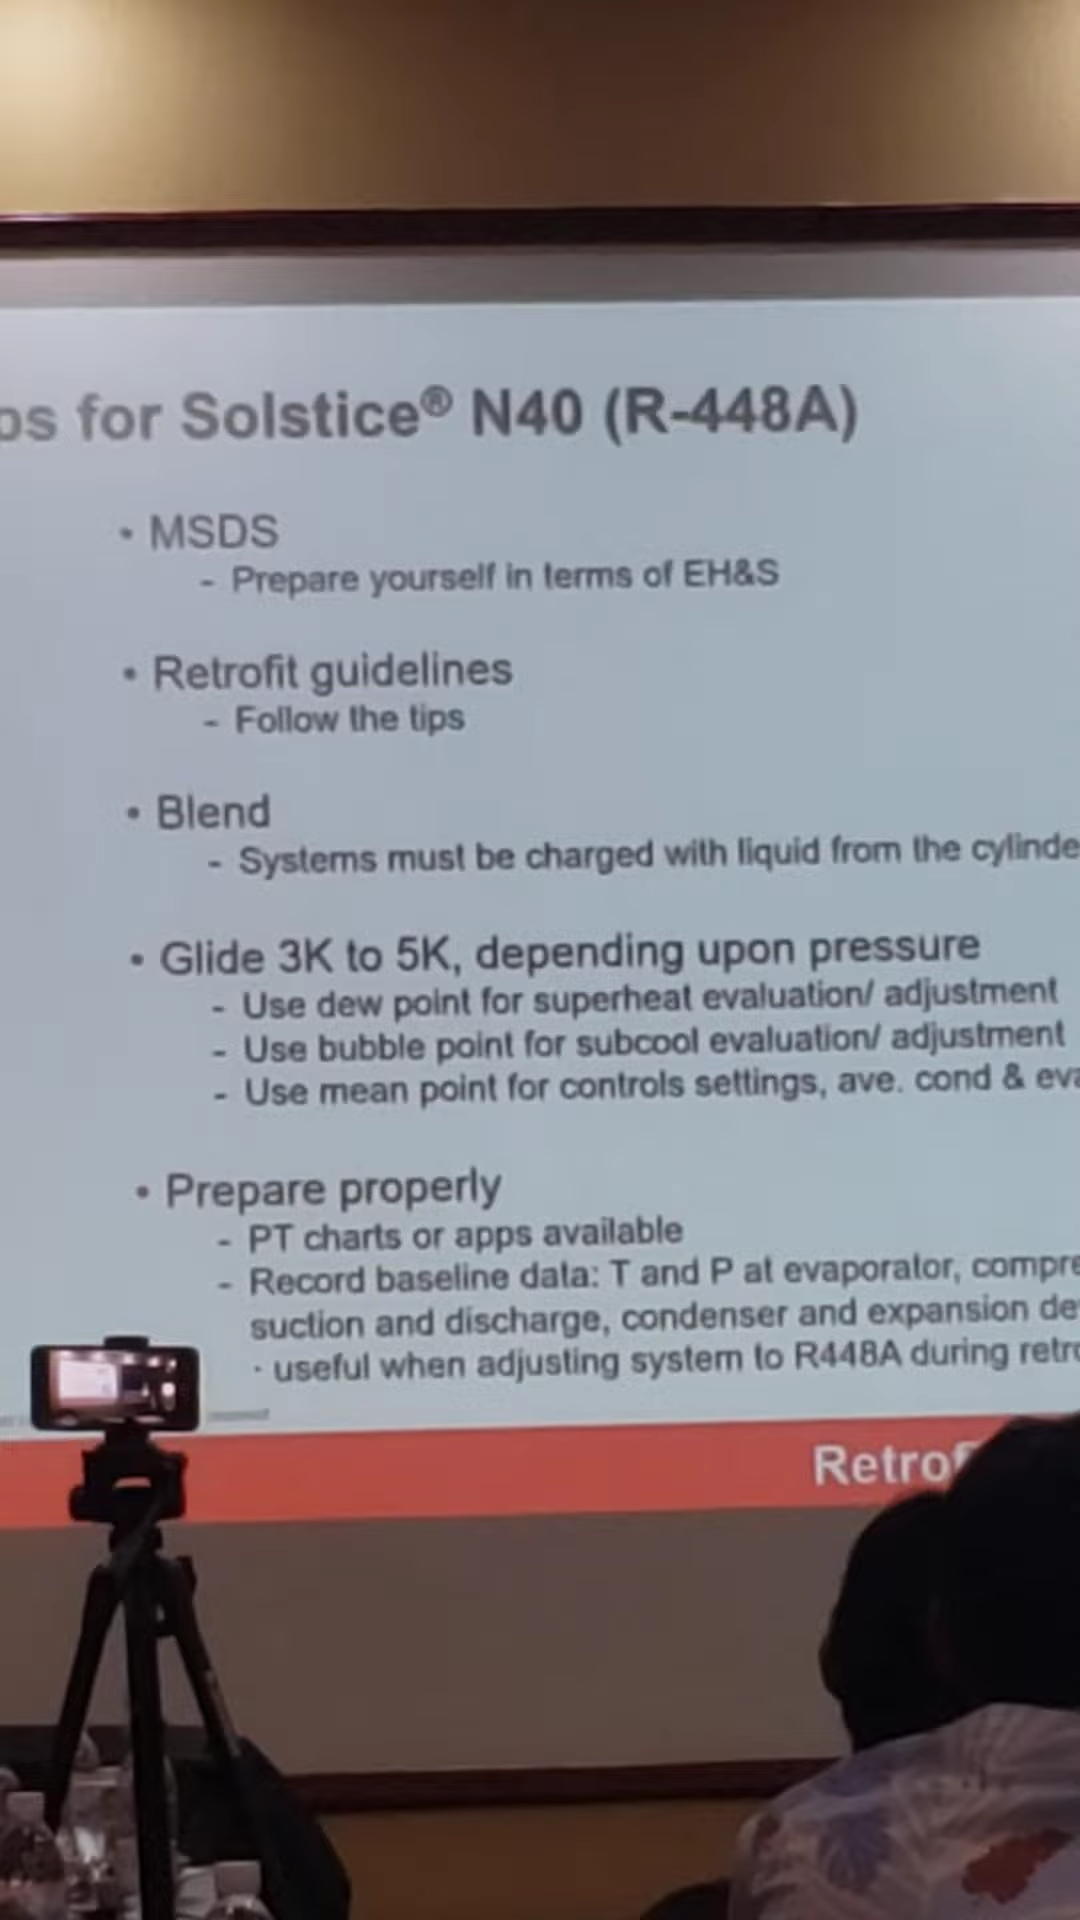 ps for Solstice® N40 (R-448A)
• MSDS
- Prepare yourself in terms of EH&S
• Retrofit guidelines
- Follow the tips
• Blend
- Systems must be charged with liquid from the cylinde
• Glide 3K to 5K, depending upon pressure
- Use dew point for superheat evaluation/ adjustment
- Use bubble point for subcool evaluation/ adjustment
- Use mean point for controls settings, ave. cond & eva
• Prepare properly
- PT charts or apps available
- Record baseline data: T and P at evaporator, compre
suction and discharge, condenser and expansion de
· useful when adjusting system to R448A during retro
Retrof